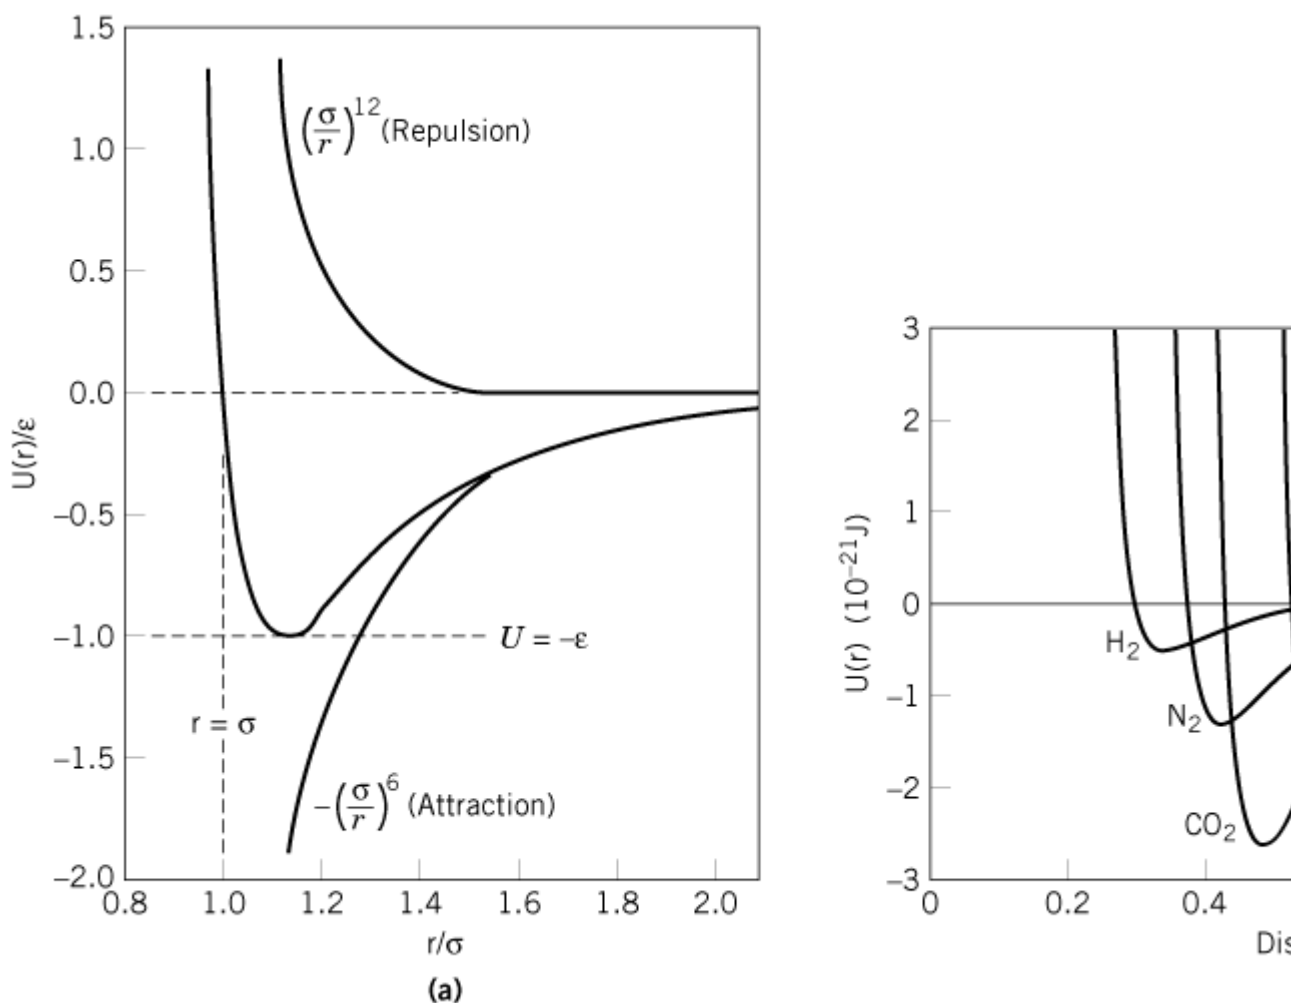 1.5
1.0
0.5
0.0
–0.5
–1.0
–1.5
–2.0
U(r)/ε
(σ/r)^12 (Repulsion)
U = –ε
r = σ
–(σ/r)^6 (Attraction)
0.8 1.0 1.2 1.4 1.6 1.8 2.0
r/σ
(a)
3
2
1
0
–1
–2
–3
U(r) (10^–21 J)
H2
N2
CO2
0 0.2 0.4
Dis